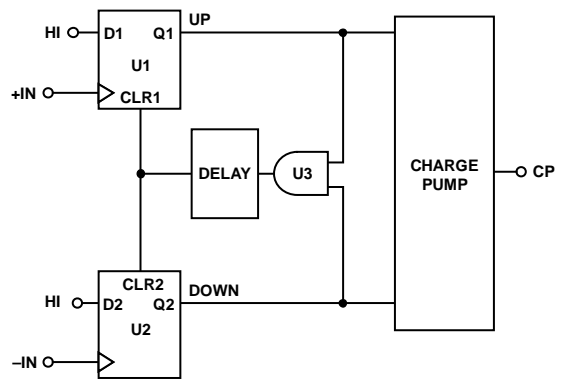 UP
HI
D1
Q1
U1
+IN
CLR1
DELAY
U3
CHARGE
PUMP
CP
CLR2
DOWN
HI
D2
Q2
U2
–IN